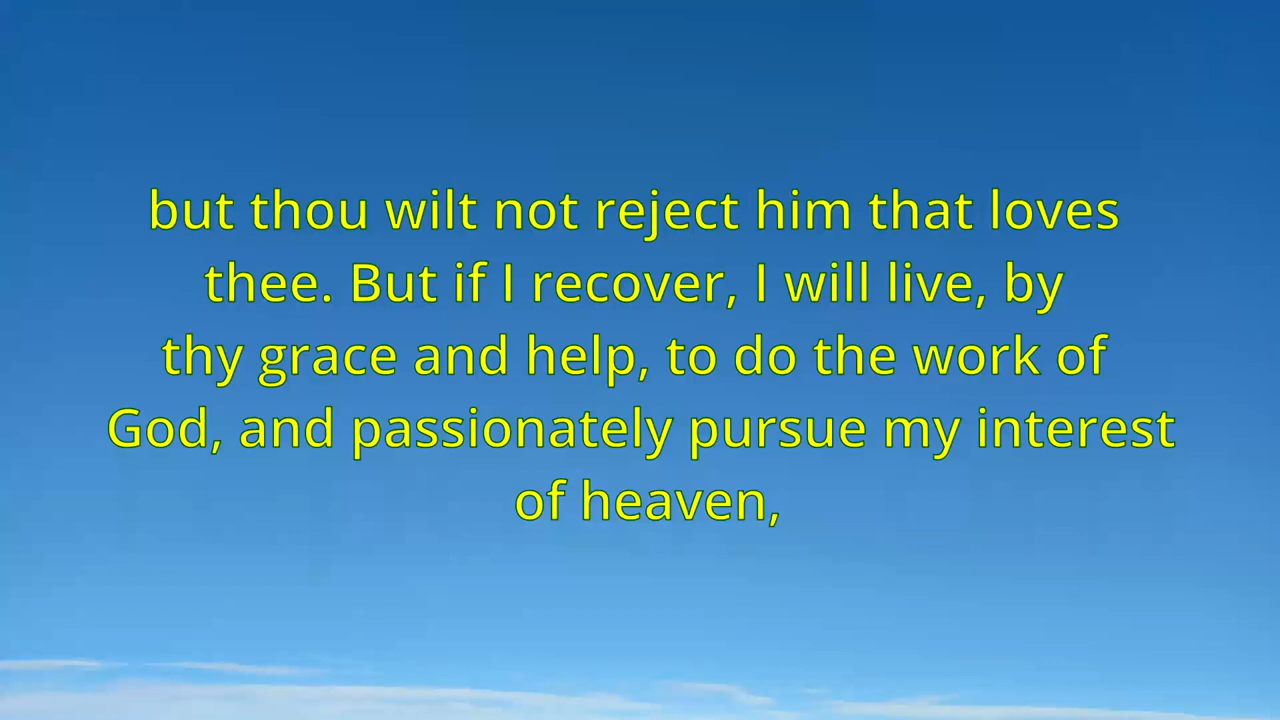 but thou wilt not reject him that loves
thee. But if I recover, I will live, by
thy grace and help, to do the work of
God, and passionately pursue my interest
of heaven,